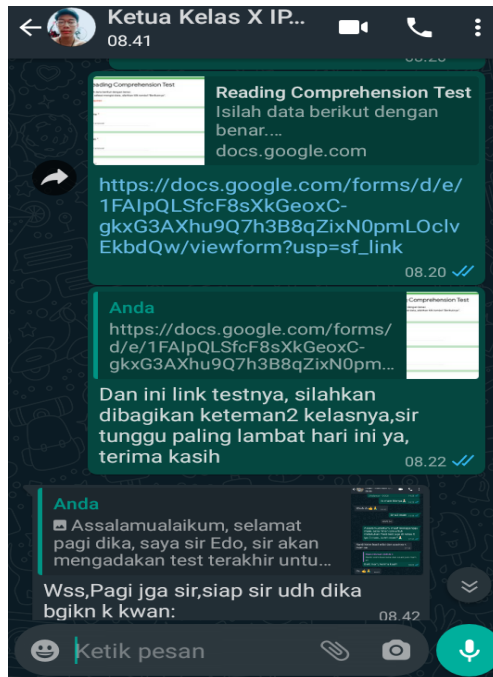 Ketua Kelas X IP...
08.41
Reading Comprehension Test
Isilah data berikut dengan
benar....
docs.google.com
https://docs.google.com/forms/d/e/
1FAIpQLSfcF8sXkGeoxC-
gkxG3AXhu9Q7h3B8qZixN0pmLOclv
EkbdQw/viewform?usp=sf_link
08.20
Anda
https://docs.google.com/forms/
d/e/1FAIpQLSfcF8sXkGeoxC-
gkxG3AXhu9Q7h3B8qZixN0pm...
Comprehension Test
Dan ini link testnya, silahkan
dibagikan keteman2 kelasnya,sir
tunggu paling lambat hari ini ya,
terima kasih
08.22
Anda
Assalamualaikum, selamat
pagi dika, saya sir Edo, sir akan
mengadakan test terakhir untu...
Wss,Pagi jga sir,siap sir udh dika
bgikn k kwan:
08.42
Ketik pesan